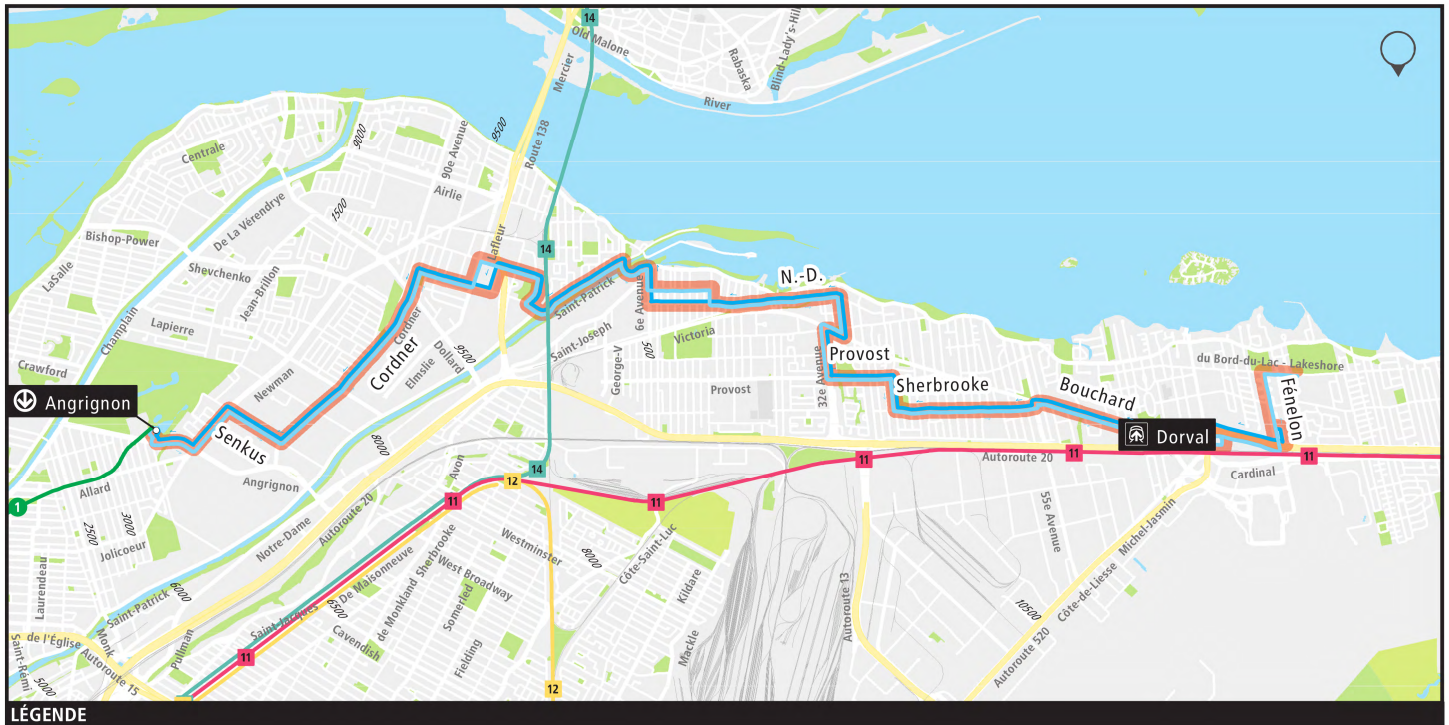 14
Old Malone
Rabaska
Blind-Lady's-Hill
Mercier
River
Route 138
9500
9000
90e Avenue
Centrale
Airlie
1500
De La Vérendrye
Bishop-Power
Shevchenko
Jean-Brillon
LaSalle
Champlain
Lapierre
Crawford
Newman
Cordner
Cordner
Elmslie
Dollard
9500
Lafleur
14
Saint-Patrick
Saint-Joseph
6e Avenue
500
Victoria
George-V
N.-D.
Provost
Provost
32e Avenue
Sherbrooke
Bouchard
du Bord-du-Lac - Lakeshore
Fénelon
Angrignon
Dorval
Senkus
8000
Angrignon
1
Allard
2500
3000
Jolicoeur
Laurendeau
Notre-Dame
Autoroute 20
Avon
14
12
11
11
11
11
11
Autoroute 20
Cardinal
55e Avenue
Michel-Jasmin
Côte-de-Liesse
10500
Autoroute 520
Autoroute 13
Westminster
8000
Côte-Saint-Luc
Kildare
Mackle
Sherbrooke
West Broadway
De Maisonneuve
de Monkland
Somerled
Fielding
6500
Cavendish
Saint-Jacques
11
12
Saint-Patrick
6000
Pullman
Monk
de l'Église
Saint-Rémi
5000
Autoroute 15
LÉGENDE